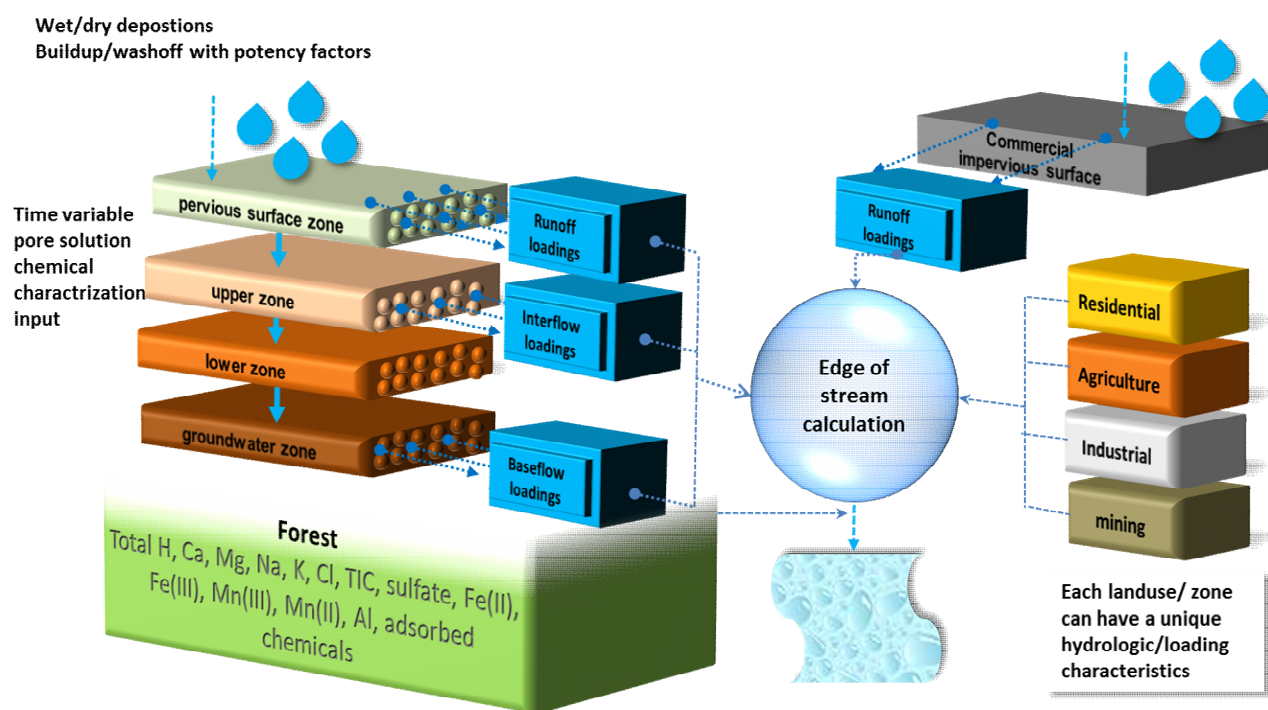 Wet/dry depostions
Buildup/washoff with potency factors
Commercial
impervious surface
pervious surface zone
Runoff
loadings
Runoff
loadings
Time variable
pore solution
chemical
charactrization
input
upper zone
Interflow
loadings
Residential
lower zone
Edge of
stream
calculation
Agriculture
groundwater zone
Baseflow
loadings
Industrial
mining
Forest
Total H, Ca, Mg, Na, K, Cl, TIC, sulfate, Fe(II),
Fe(III), Mn(III), Mn(II), Al, adsorbed
chemicals
Each landuse/ zone
can have a unique
hydrologic/loading
characteristics